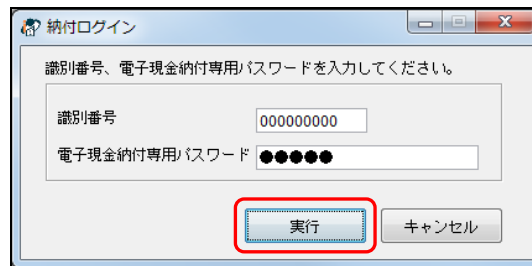 納付ログイン
識別番号、電子現金納付専用パスワードを入力してください。
識別番号 000000000
電子現金納付専用パスワード ●●●●●
実行 キャンセル